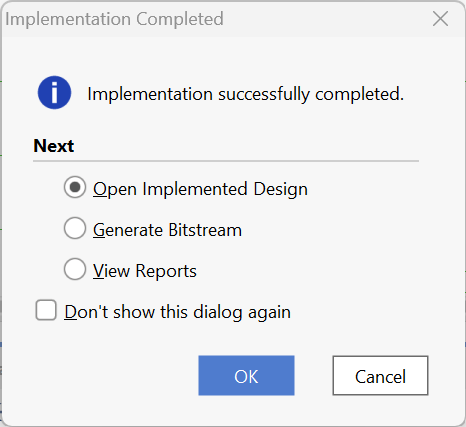 Implementation Completed
Implementation successfully completed.
Next
Open Implemented Design
Generate Bitstream
View Reports
Don't show this dialog again
OK
Cancel